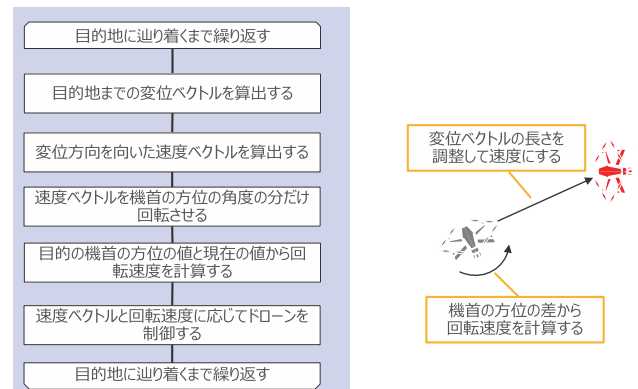 目的地に辿り着くまで繰り返す
目的地までの変位ベクトルを算出する
変位方向を向いた速度ベクトルを算出する
速度ベクトルを機首の方位の角度の分だけ
回転させる
目的の機首の方位の値と現在の値から回
転速度を計算する
速度ベクトルと回転速度に応じてドローンを
制御する
目的地に辿り着くまで繰り返す
変位ベクトルの長さを
調整して速度にする
機首の方位の差から
回転速度を計算する